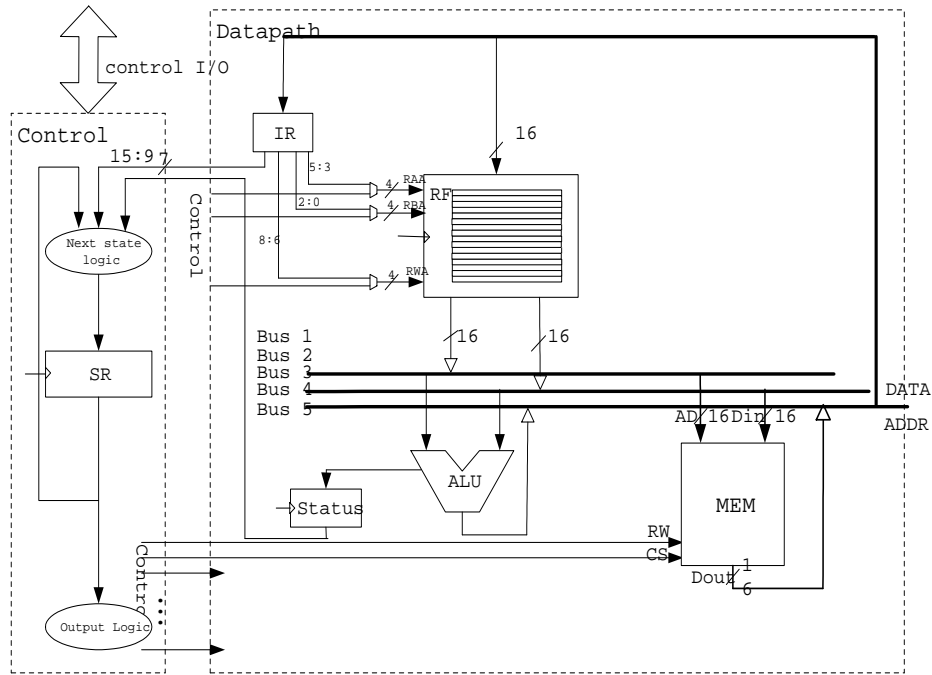 Datapath
control I/O
Control
IR
15:9
7
5:3
2:0
8:6
Control
4
RAA
4
RBA
4
RWA
16
RF
Next state
logic
SR
16
16
Bus 1
Bus 2
Bus 3
Bus 4
Bus 5
DATA
ADDR
AD
16
Din
16
ALU
MEM
Status
RW
CS
Dout
1
6
Contro
Output Logic